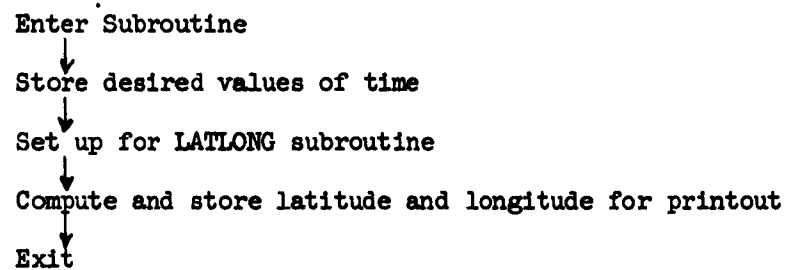 Enter Subroutine
Store desired values of time
Set up for LATLONG subroutine
Compute and store latitude and longitude for printout
Exit